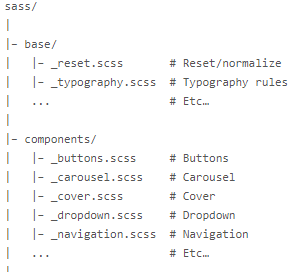 sass/
|
|– base/
|   |– _reset.scss       # Reset/normalize
|   |– _typography.scss  # Typography rules
|   ...                  # Etc…
|
|– components/
|   |– _buttons.scss     # Buttons
|   |– _carousel.scss    # Carousel
|   |– _cover.scss       # Cover
|   |– _dropdown.scss    # Dropdown
|   |– _navigation.scss  # Navigation
|   ...                  # Etc…